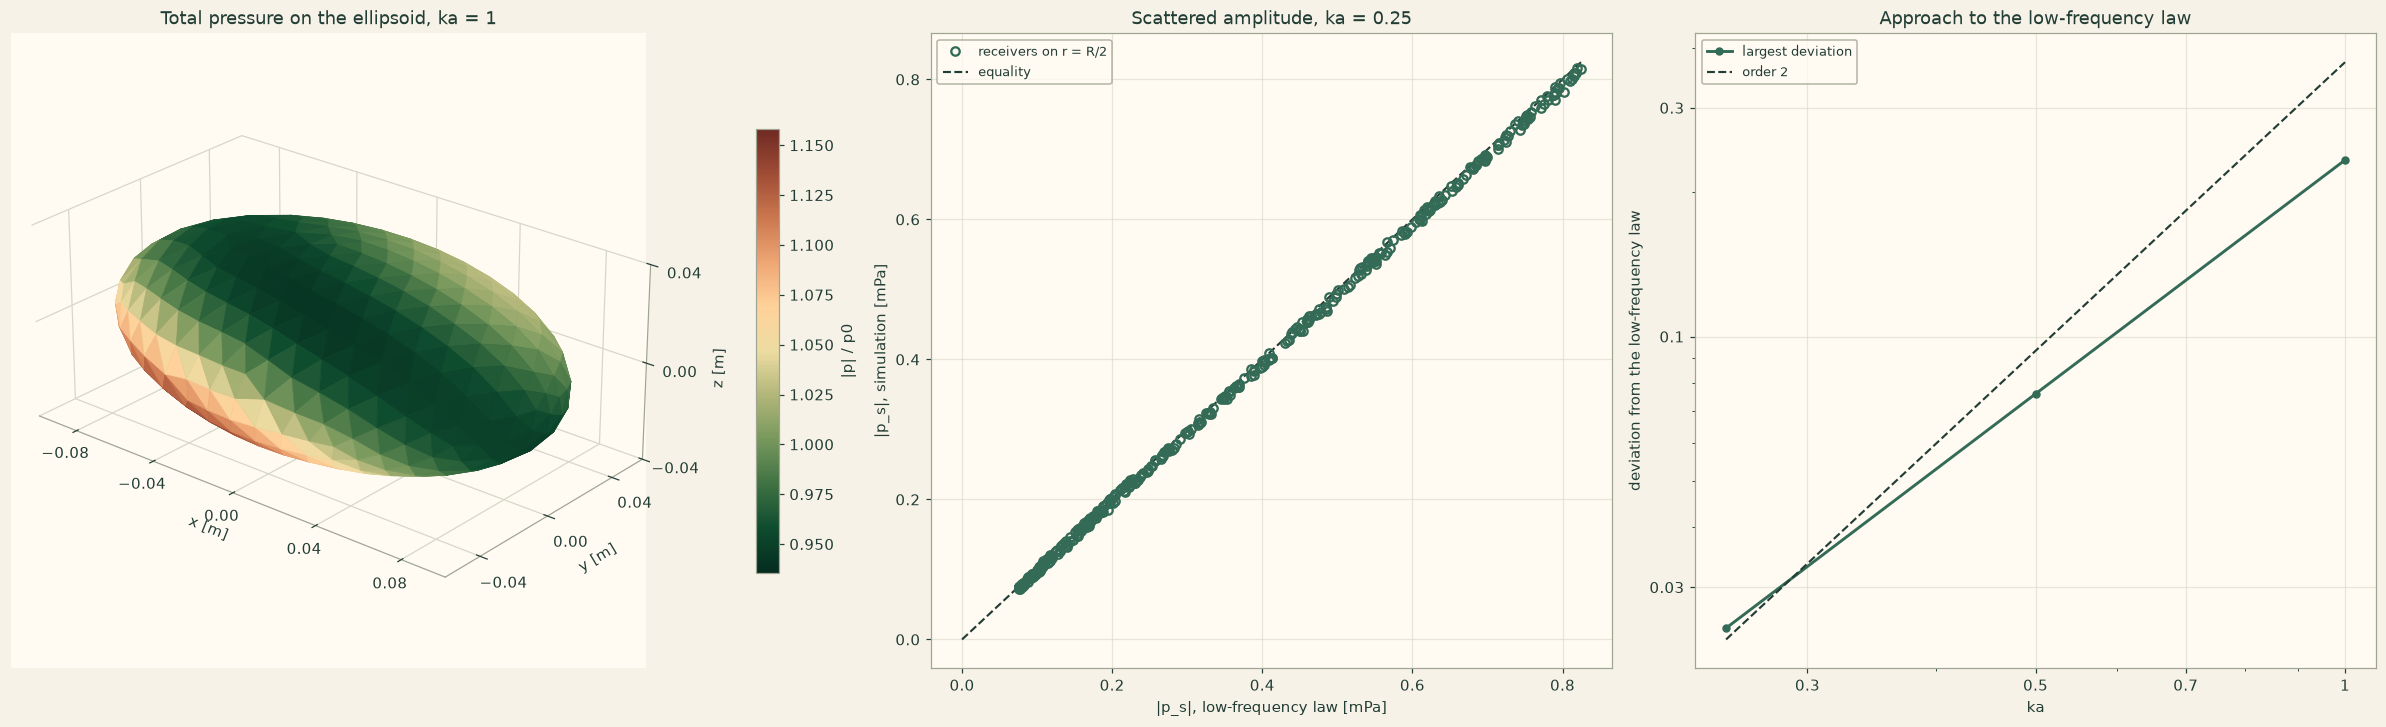 Total pressure on the ellipsoid, ka = 1
0.04
0.00
−0.04
z [m]
−0.08
−0.04
0.00
0.04
0.08
x [m]
−0.04
0.00
0.04
y [m]
1.150
1.125
1.100
1.075
1.050
1.025
1.000
0.975
0.950
|p| / p0
Scattered amplitude, ka = 0.25
receivers on r = R/2
equality
0.8
0.6
0.4
0.2
0.0
|p_s|, simulation [mPa]
0.0
0.2
0.4
0.6
0.8
|p_s|, low-frequency law [mPa]
Approach to the low-frequency law
largest deviation
order 2
0.3
0.1
0.03
deviation from the low-frequency law
0.3
0.5
0.7
1
ka